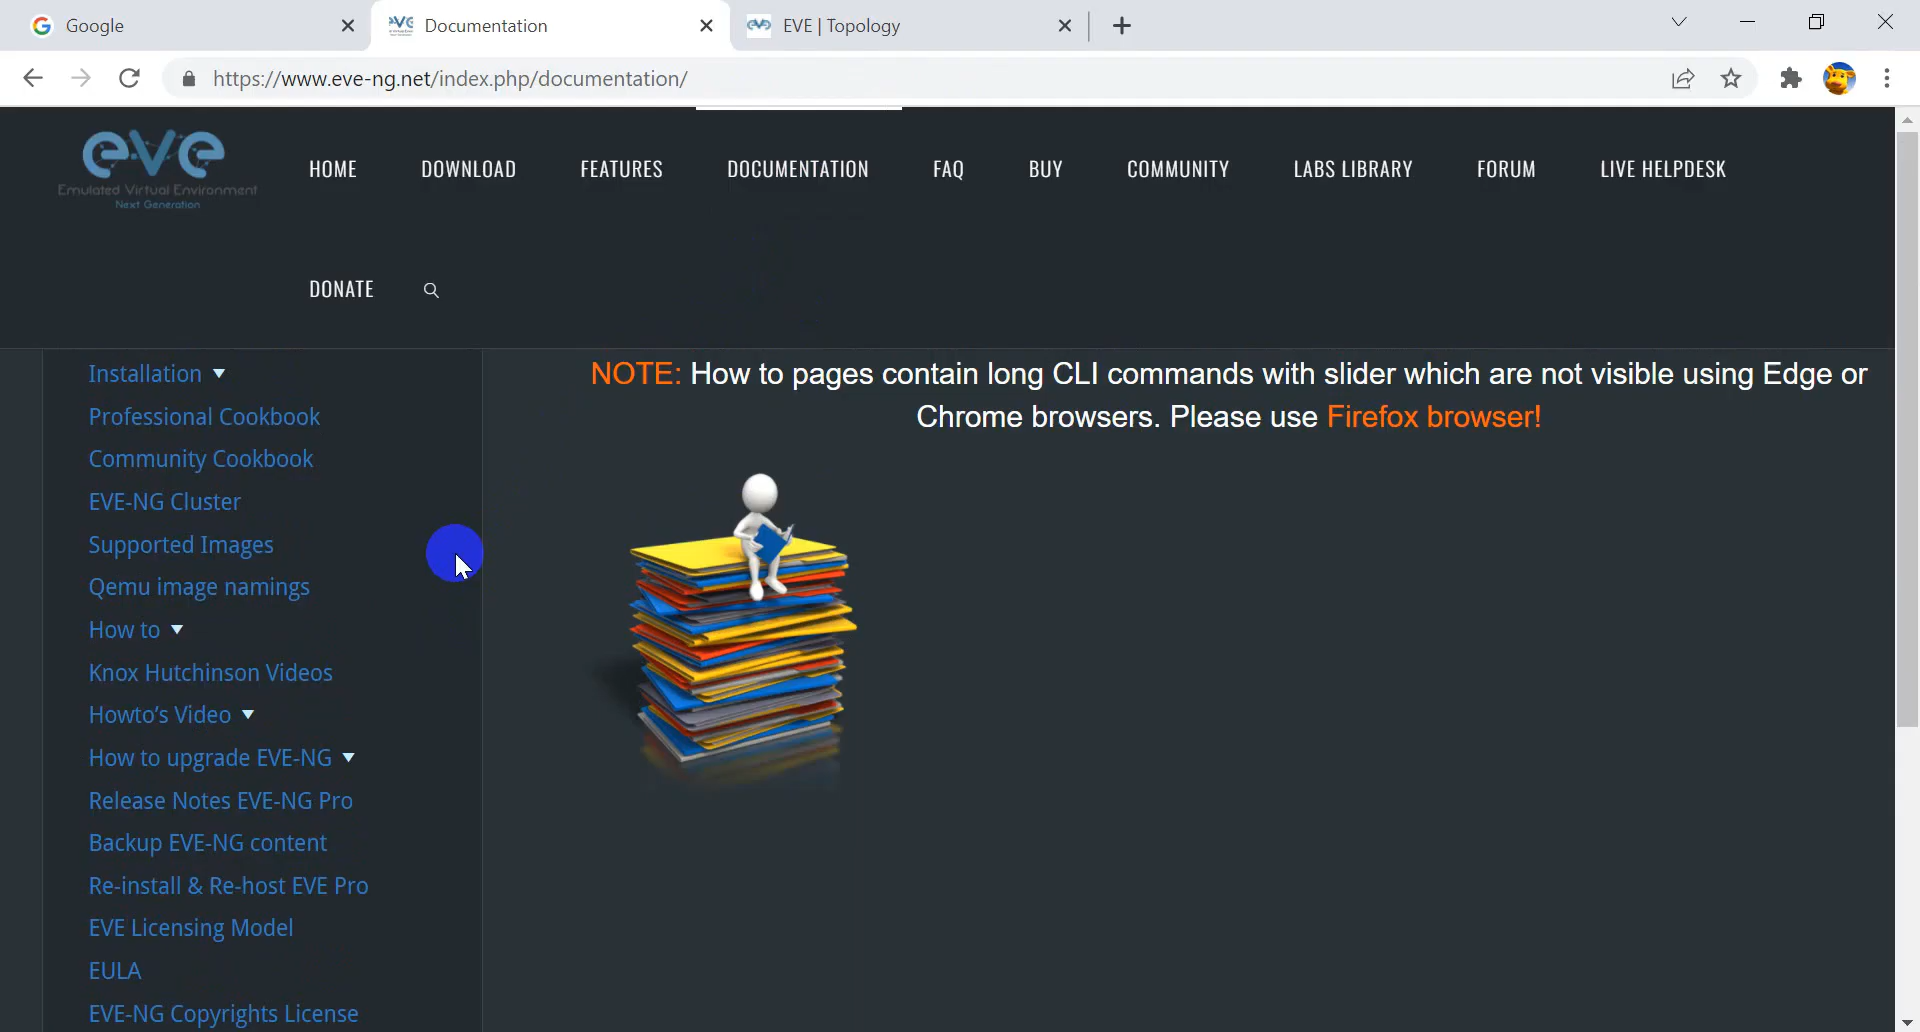 Google
Documentation
EVE | Topology
https://www.eve-ng.net/index.php/documentation/
eve
Emulated Virtual Environment
Next Generation
HOME
DOWNLOAD
FEATURES
DOCUMENTATION
FAQ
BUY
COMMUNITY
LABS LIBRARY
FORUM
LIVE HELPDESK
DONATE
Installation
Professional Cookbook
Community Cookbook
EVE-NG Cluster
Supported Images
Qemu image namings
How to
Knox Hutchinson Videos
Howto’s Video
How to upgrade EVE-NG
Release Notes EVE-NG Pro
Backup EVE-NG content
Re-install & Re-host EVE Pro
EVE Licensing Model
EULA
EVE-NG Copyrights License
NOTE: How to pages contain long CLI commands with slider which are not visible using Edge or
Chrome browsers. Please use Firefox browser!